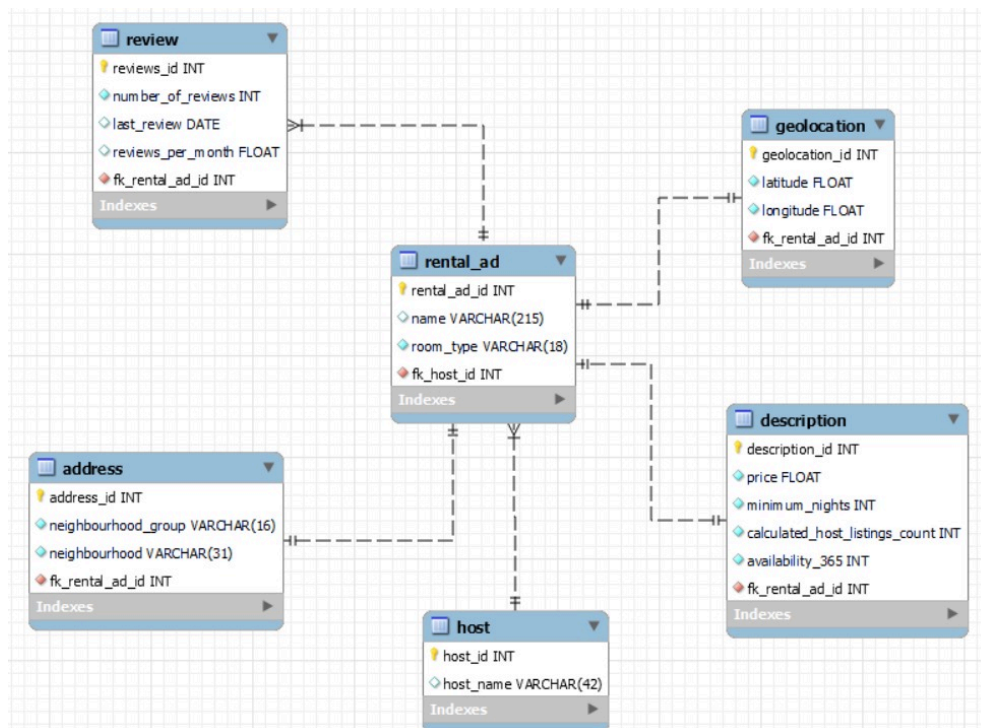 review
reviews_id INT
number_of_reviews INT
last_review DATE
reviews_per_month FLOAT
fk_rental_ad_id INT
Indexes
geolocation
geolocation_id INT
latitude FLOAT
longitude FLOAT
fk_rental_ad_id INT
Indexes
rental_ad
rental_ad_id INT
name VARCHAR(215)
room_type VARCHAR(18)
fk_host_id INT
Indexes
description
description_id INT
price FLOAT
minimum_nights INT
calculated_host_listings_count INT
availability_365 INT
fk_rental_ad_id INT
Indexes
address
address_id INT
neighbourhood_group VARCHAR(16)
neighbourhood VARCHAR(31)
fk_rental_ad_id INT
Indexes
host
host_id INT
host_name VARCHAR(42)
Indexes